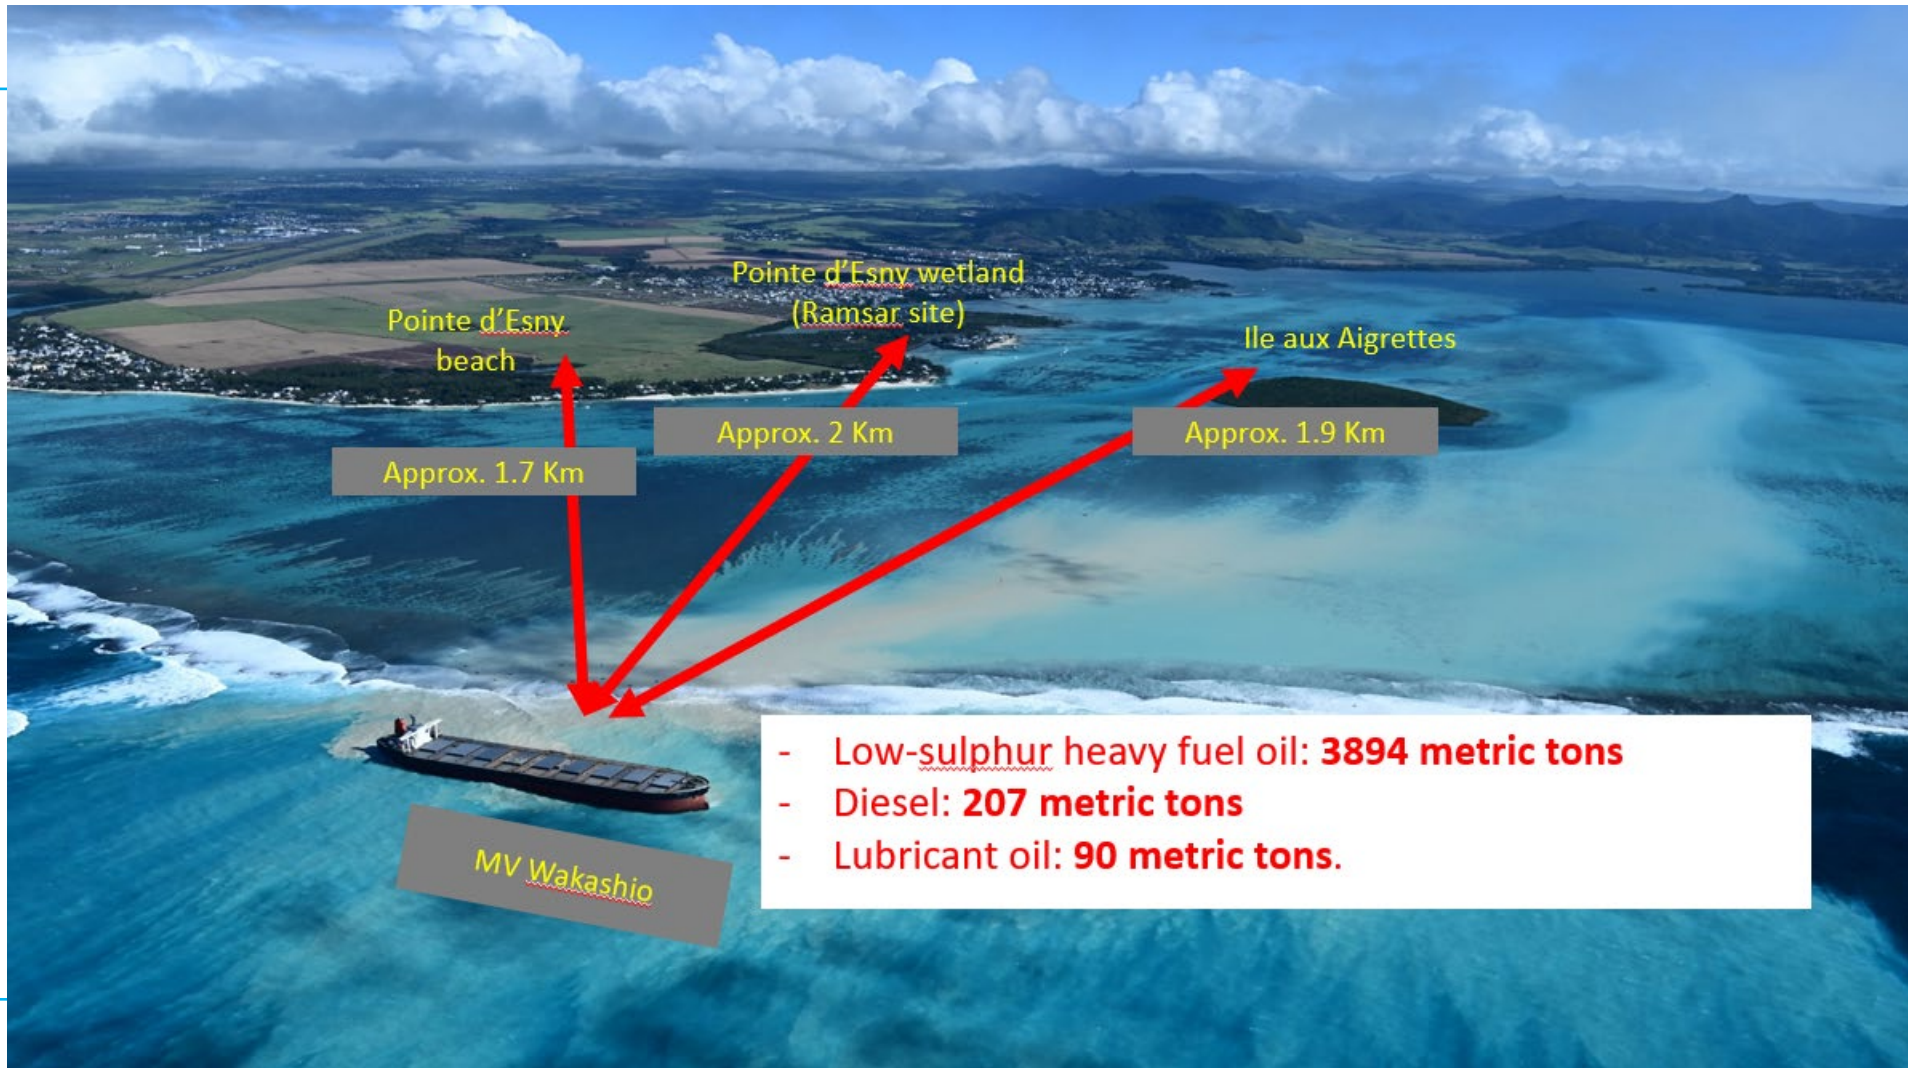 Pointe d'Esny wetland
(Ramsar site)
Pointe d'Esny
beach
Ile aux Aigrettes
Approx. 2 Km
Approx. 1.9 Km
Approx. 1.7 Km
- Low-sulphur heavy fuel oil: 3894 metric tons
- Diesel: 207 metric tons
- Lubricant oil: 90 metric tons.
MV Wakashio